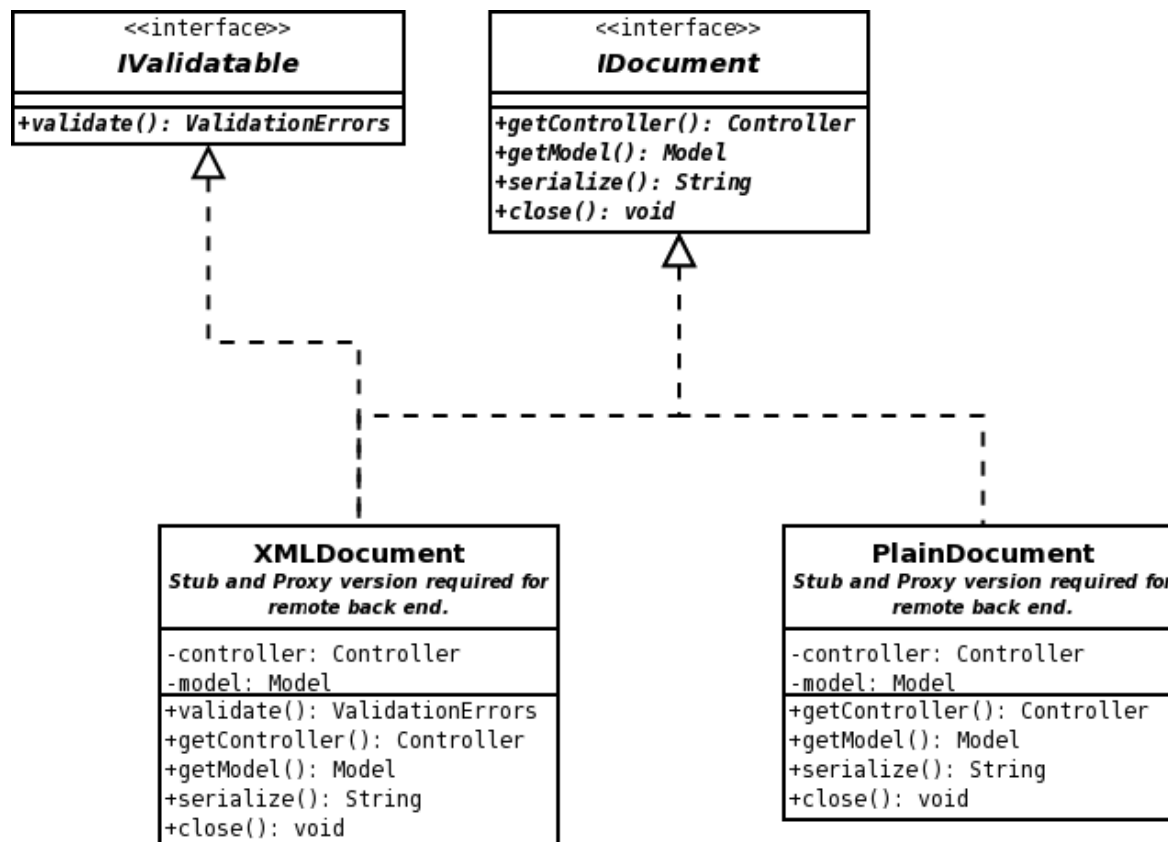 <<interface>>
IValidatable
+validate(): ValidationErrors
<<interface>>
IDocument
+getController(): Controller
+getModel(): Model
+serialize(): String
+close(): void
XMLDocument
Stub and Proxy version required for
remote back end.
-controller: Controller
-model: Model
+validate(): ValidationErrors
+getController(): Controller
+getModel(): Model
+serialize(): String
+close(): void
PlainDocument
Stub and Proxy version required for
remote back end.
-controller: Controller
-model: Model
+getController(): Controller
+getModel(): Model
+serialize(): String
+close(): void